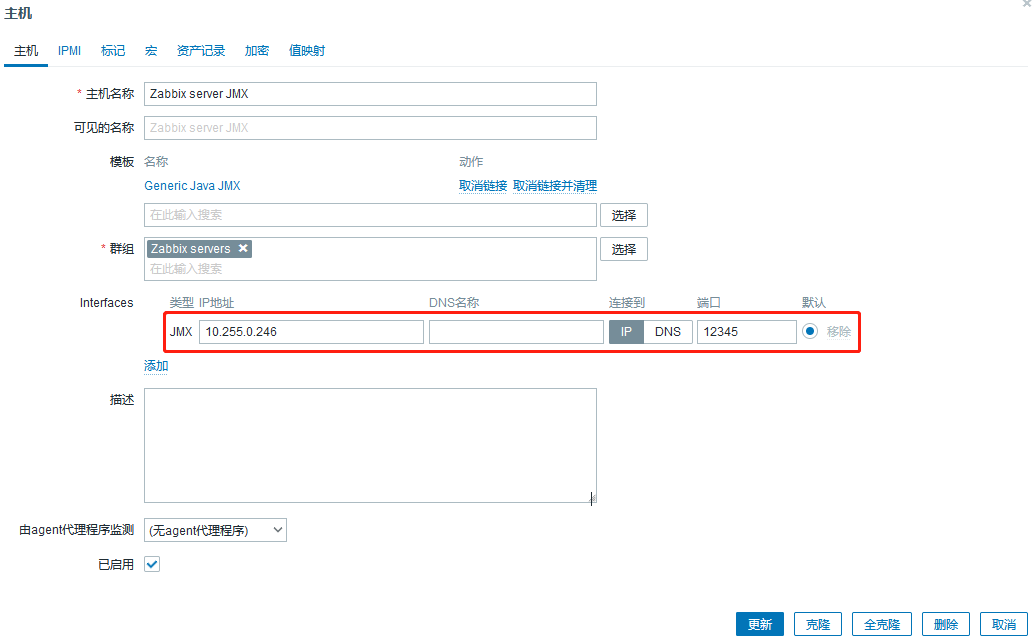 主机
主机 IPMI 标记 宏 资产记录 加密 值映射
* 主机名称 Zabbix server JMX
可见的名称 Zabbix server JMX
模板 名称 动作
Generic Java JMX 取消链接 取消链接并清理
在此输入搜索 选择
* 群组 Zabbix servers 选择
在此输入搜索
Interfaces 类型 IP地址 DNS名称 连接到 端口 默认
JMX 10.255.0.246 IP DNS 12345 移除
添加
描述
由agent代理程序监测 (无agent代理程序)
已启用
更新 克隆 全克隆 删除 取消